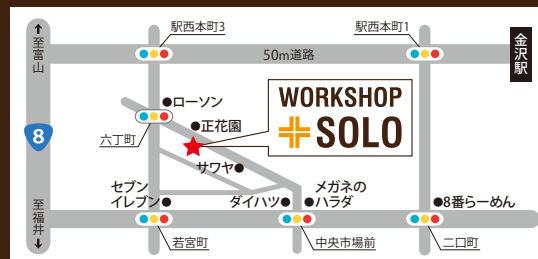 駅西本町3
駅西本町1
↑
至富山
50m道路
金沢駅
ローソン
正花園
WORKSHOP
SOLO
六丁町
8
サワヤ
セブン
イレブン
ダイハツ
メガネの
ハラダ
8番らーめん
至福井
↓
若宮町
中央市場前
二口町